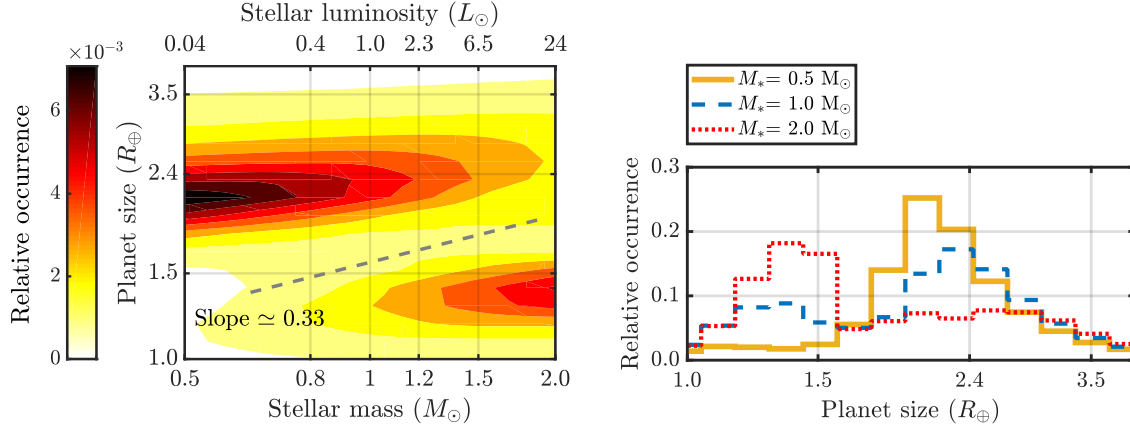 Stellar luminosity (L⊙)
0.04 0.4 1.0 2.3 6.5 24
×10⁻³
6
4
2
0
Relative occurrence
3.5
2.4
1.5
1.0
Planet size (R⊕)
Slope ≃ 0.33
0.5 0.8 1 1.2 1.5 2.0
Stellar mass (M⊙)
M*= 0.5 M⊙
M*= 1.0 M⊙
M*= 2.0 M⊙
0.3
0.2
0.1
0.0
Relative occurrence
1.0 1.5 2.4 3.5
Planet size (R⊕)